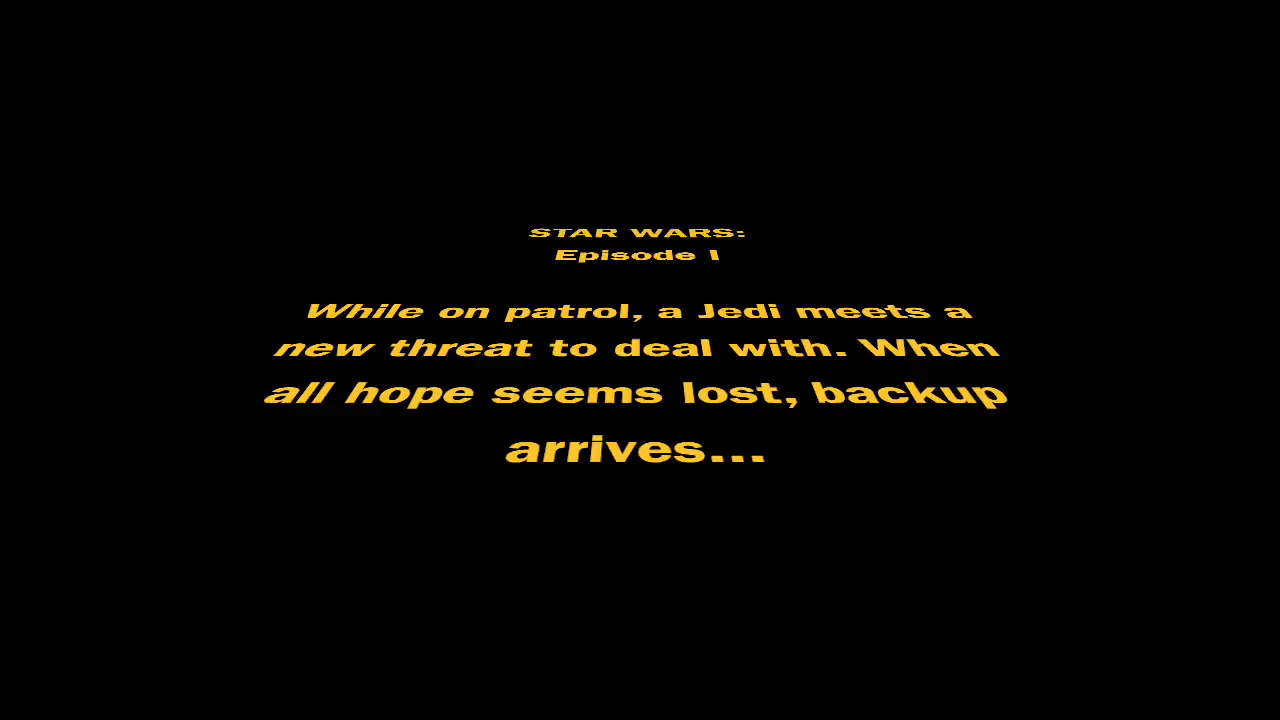 STAR WARS:
Episode I
While on patrol, a Jedi meets a
new threat to deal with. When
all hope seems lost, backup
arrives...